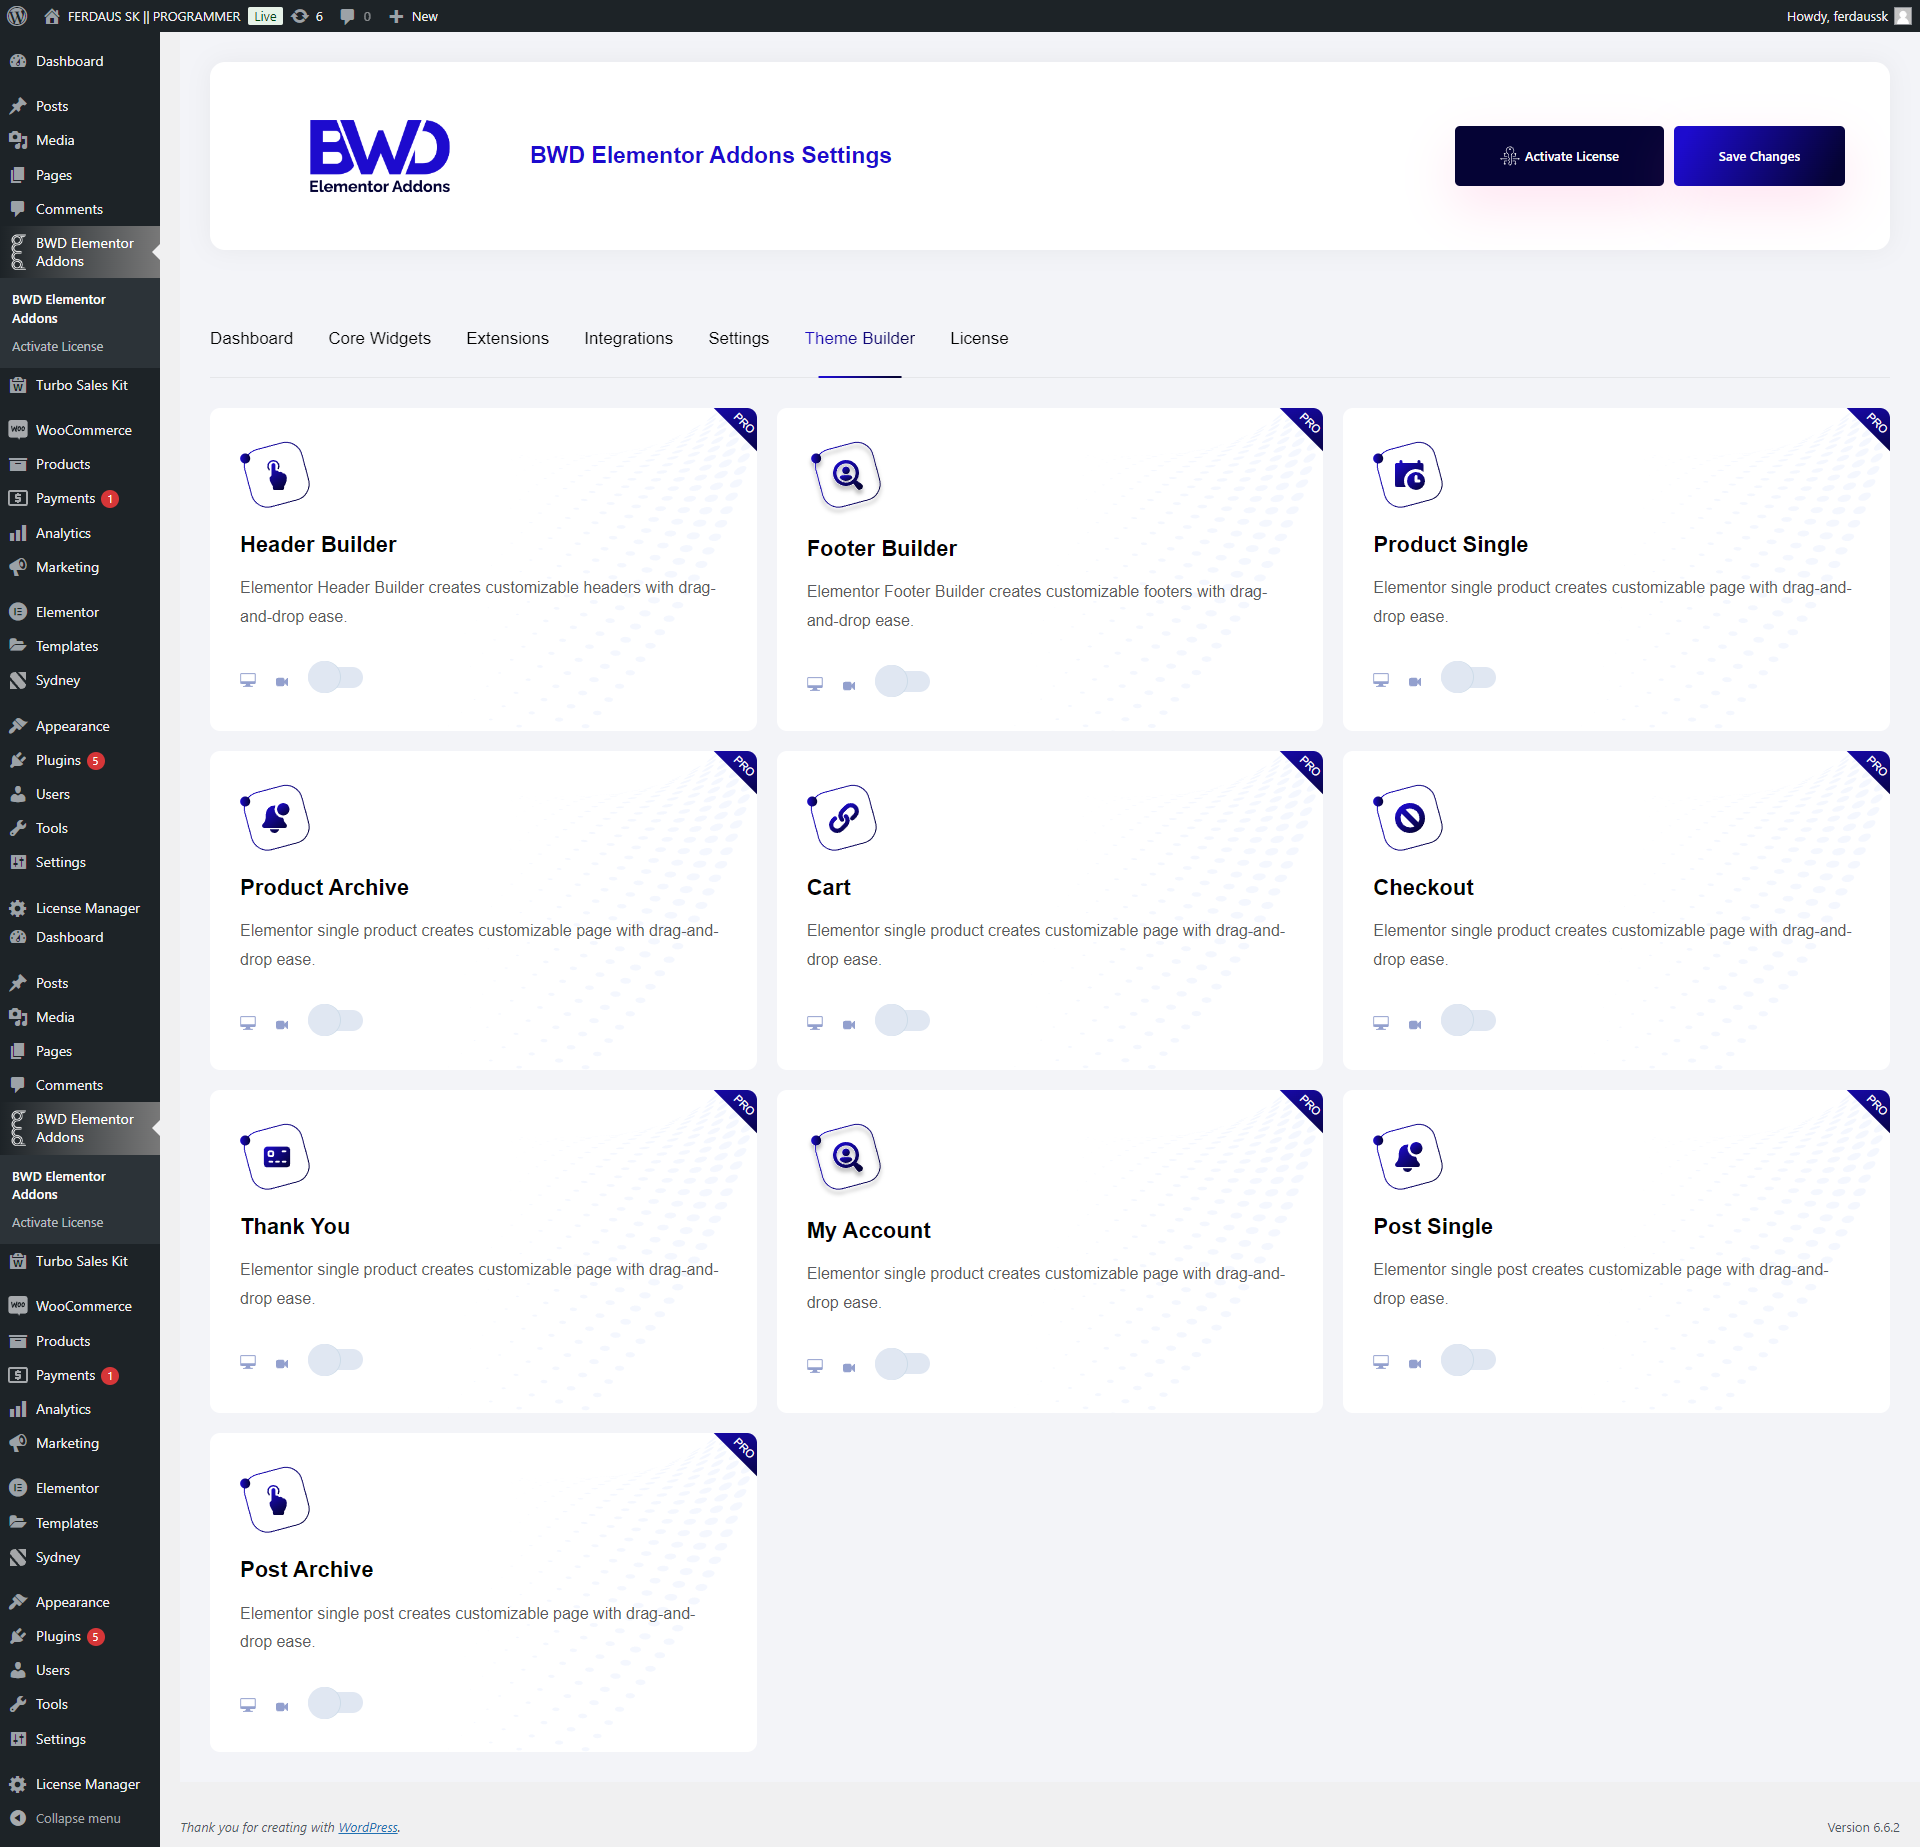 FERDAUS SK || PROGRAMMER Live 6 0 New Howdy, ferdaussk
Dashboard
Posts
Media
Pages
Comments
BWD Elementor
Addons
BWD Elementor
Addons
Activate License
Turbo Sales Kit
WooCommerce
Products
Payments 1
Analytics
Marketing
Elementor
Templates
Sydney
Appearance
Plugins 5
Users
Tools
Settings
License Manager
Dashboard
Posts
Media
Pages
Comments
BWD Elementor
Addons
BWD Elementor
Addons
Activate License
Turbo Sales Kit
WooCommerce
Products
Payments 1
Analytics
Marketing
Elementor
Templates
Sydney
Appearance
Plugins 5
Users
Tools
Settings
License Manager
Collapse menu
BWD
Elementor Addons
BWD Elementor Addons Settings
Activate License
Save Changes
Dashboard Core Widgets Extensions Integrations Settings Theme Builder License
PRO
Header Builder
Elementor Header Builder creates customizable headers with drag-
and-drop ease.
PRO
Footer Builder
Elementor Footer Builder creates customizable footers with drag-
and-drop ease.
PRO
Product Single
Elementor single product creates customizable page with drag-and-
drop ease.
PRO
Product Archive
Elementor single product creates customizable page with drag-and-
drop ease.
PRO
Cart
Elementor single product creates customizable page with drag-and-
drop ease.
PRO
Checkout
Elementor single product creates customizable page with drag-and-
drop ease.
PRO
Thank You
Elementor single product creates customizable page with drag-and-
drop ease.
PRO
My Account
Elementor single product creates customizable page with drag-and-
drop ease.
PRO
Post Single
Elementor single post creates customizable page with drag-and-
drop ease.
PRO
Post Archive
Elementor single post creates customizable page with drag-and-
drop ease.
Thank you for creating with WordPress.
Version 6.6.2